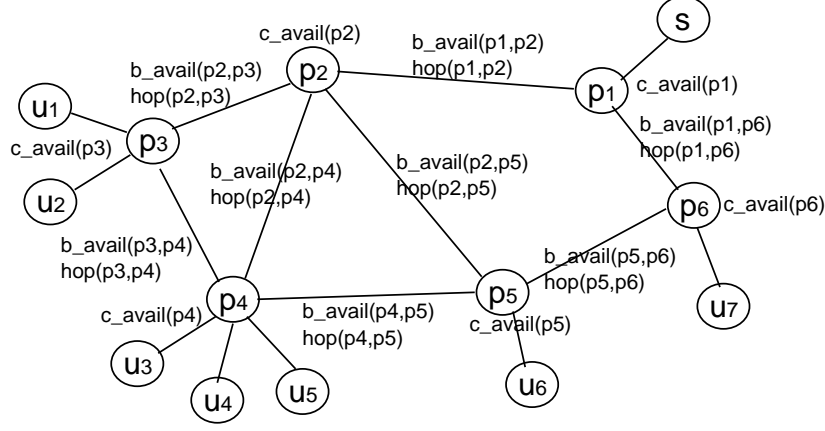 s
c_avail(p2)
b_avail(p1,p2)
hop(p1,p2)
p2
b_avail(p2,p3)
hop(p2,p3)
p1
c_avail(p1)
u1
b_avail(p1,p6)
hop(p1,p6)
p3
c_avail(p3)
b_avail(p2,p4)
hop(p2,p4)
b_avail(p2,p5)
hop(p2,p5)
u2
p6
c_avail(p6)
b_avail(p3,p4)
hop(p3,p4)
b_avail(p5,p6)
hop(p5,p6)
p4
c_avail(p4)
b_avail(p4,p5)
hop(p4,p5)
p5
c_avail(p5)
u7
u3
u4
u5
u6